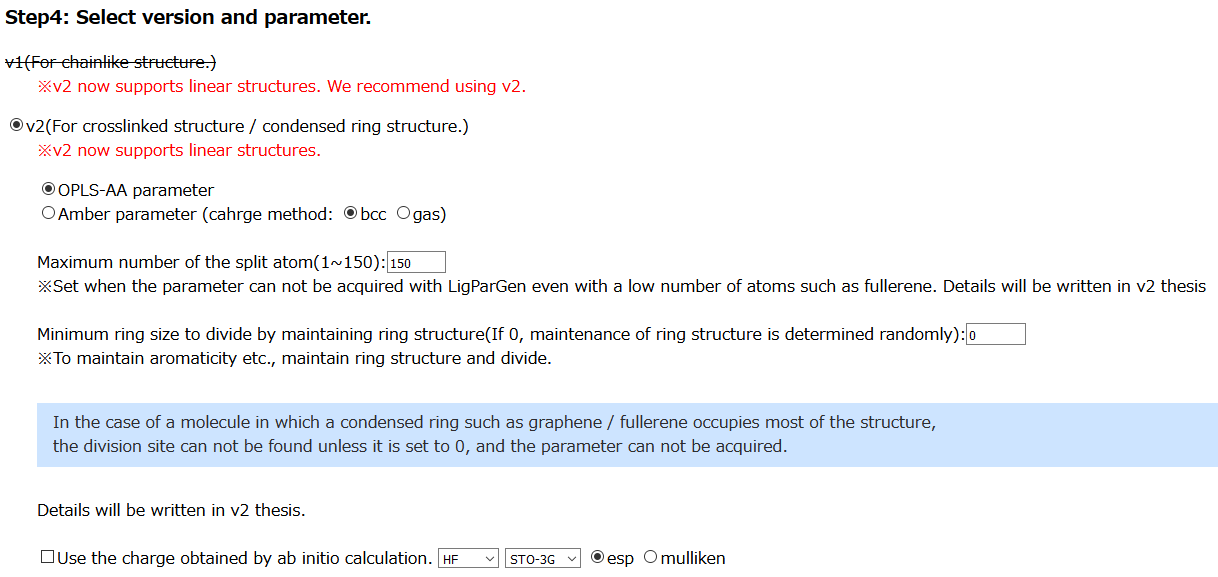 Step4: Select version and parameter.
v1(For chainlike structure.)
※v2 now supports linear structures. We recommend using v2.
v2(For crosslinked structure / condensed ring structure.)
※v2 now supports linear structures.
OPLS-AA parameter
Amber parameter (cahrge method: bcc gas)
Maximum number of the split atom(1~150): 150
※Set when the parameter can not be acquired with LigParGen even with a low number of atoms such as fullerene. Details will be written in v2 thesis
Minimum ring size to divide by maintaining ring structure(If 0, maintenance of ring structure is determined randomly): 0
※To maintain aromaticity etc., maintain ring structure and divide.
In the case of a molecule in which a condensed ring such as graphene / fullerene occupies most of the structure,
the division site can not be found unless it is set to 0, and the parameter can not be acquired.
Details will be written in v2 thesis.
Use the charge obtained by ab initio calculation. HF STO-3G esp mulliken